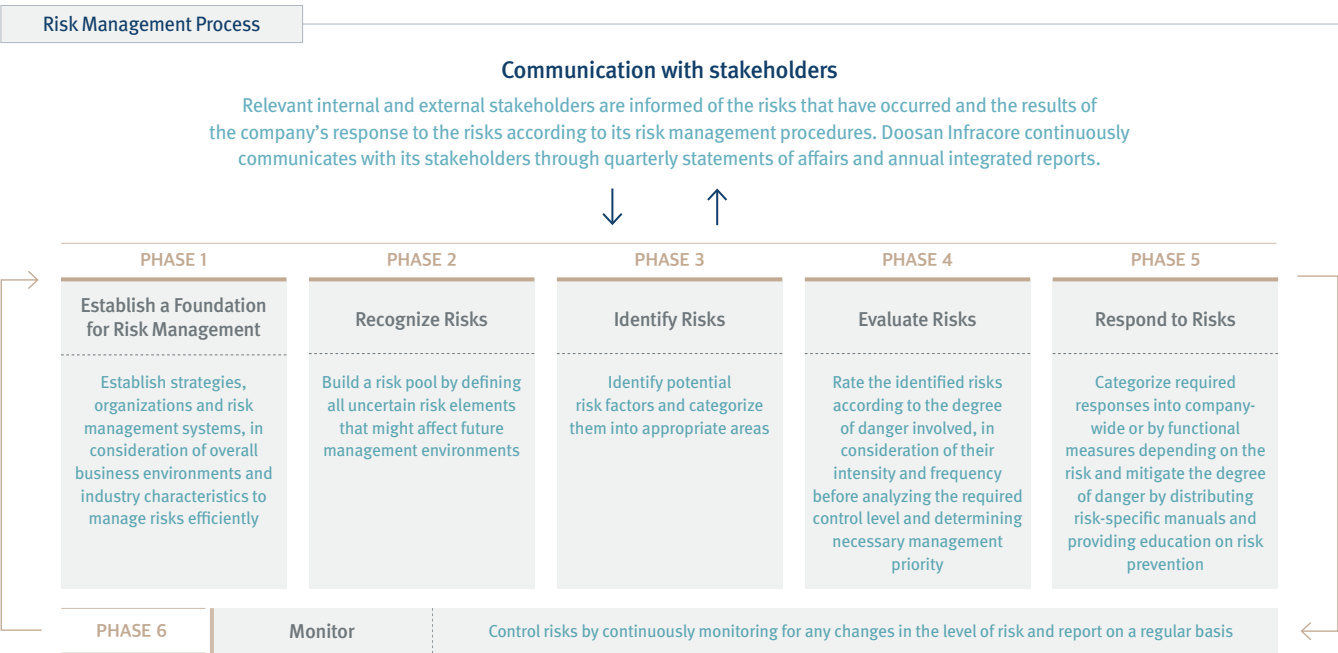 Risk Management Process
Communication with stakeholders
Relevant internal and external stakeholders are informed of the risks that have occurred and the results of
the company's response to the risks according to its risk management procedures. Doosan Infracore continuously
communicates with its stakeholders through quarterly statements of affairs and annual integrated reports.
PHASE 1
Establish a Foundation
for Risk Management
Establish strategies,
organizations and risk
management systems, in
consideration of overall
business environments and
industry characteristics to
manage risks efficiently
PHASE 2
Recognize Risks
Build a risk pool by defining
all uncertain risk elements
that might affect future
management environments
PHASE 3
Identify Risks
Identify potential
risk factors and categorize
them into appropriate areas
PHASE 4
Evaluate Risks
Rate the identified risks
according to the degree
of danger involved, in
consideration of their
intensity and frequency
before analyzing the required
control level and determining
necessary management
priority
PHASE 5
Respond to Risks
Categorize required
responses into company-
wide or by functional
measures depending on the
risk and mitigate the degree
of danger by distributing
risk-specific manuals and
providing education on risk
prevention
PHASE 6
Monitor
Control risks by continuously monitoring for any changes in the level of risk and report on a regular basis